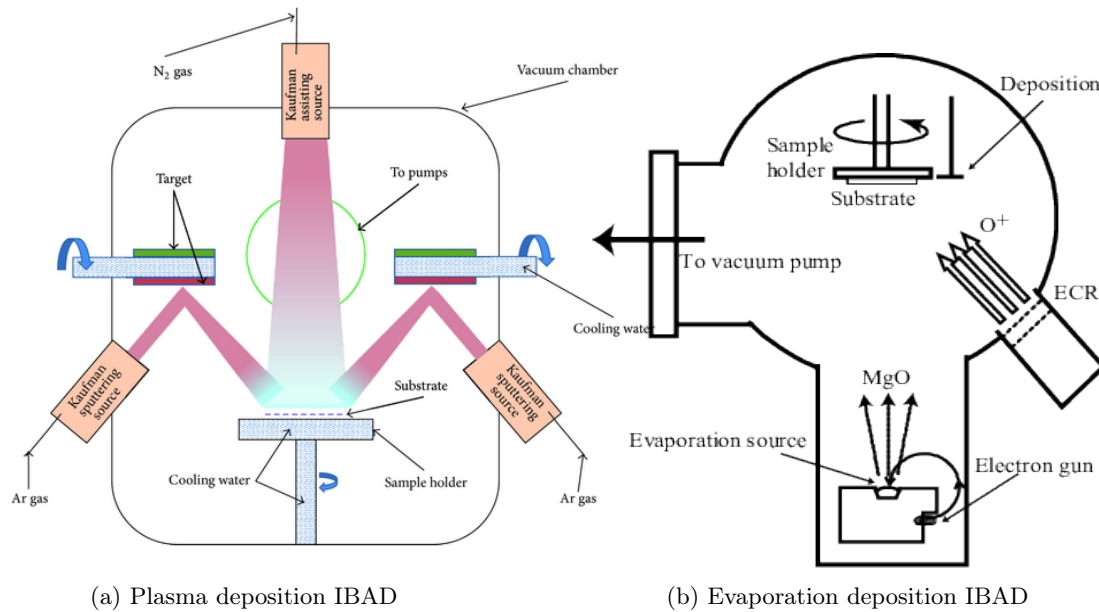 N₂ gas
Kaufman
assisting
source
Vacuum chamber
Target
To pumps
Cooling water
Kaufman
sputtering
source
Kaufman
sputtering
source
Substrate
Cooling water
Sample holder
Ar gas
Ar gas
(a) Plasma deposition IBAD
Deposition
Sample
holder
Substrate
O⁺
To vacuum pump
ECR
MgO
Evaporation source
Electron gun
(b) Evaporation deposition IBAD